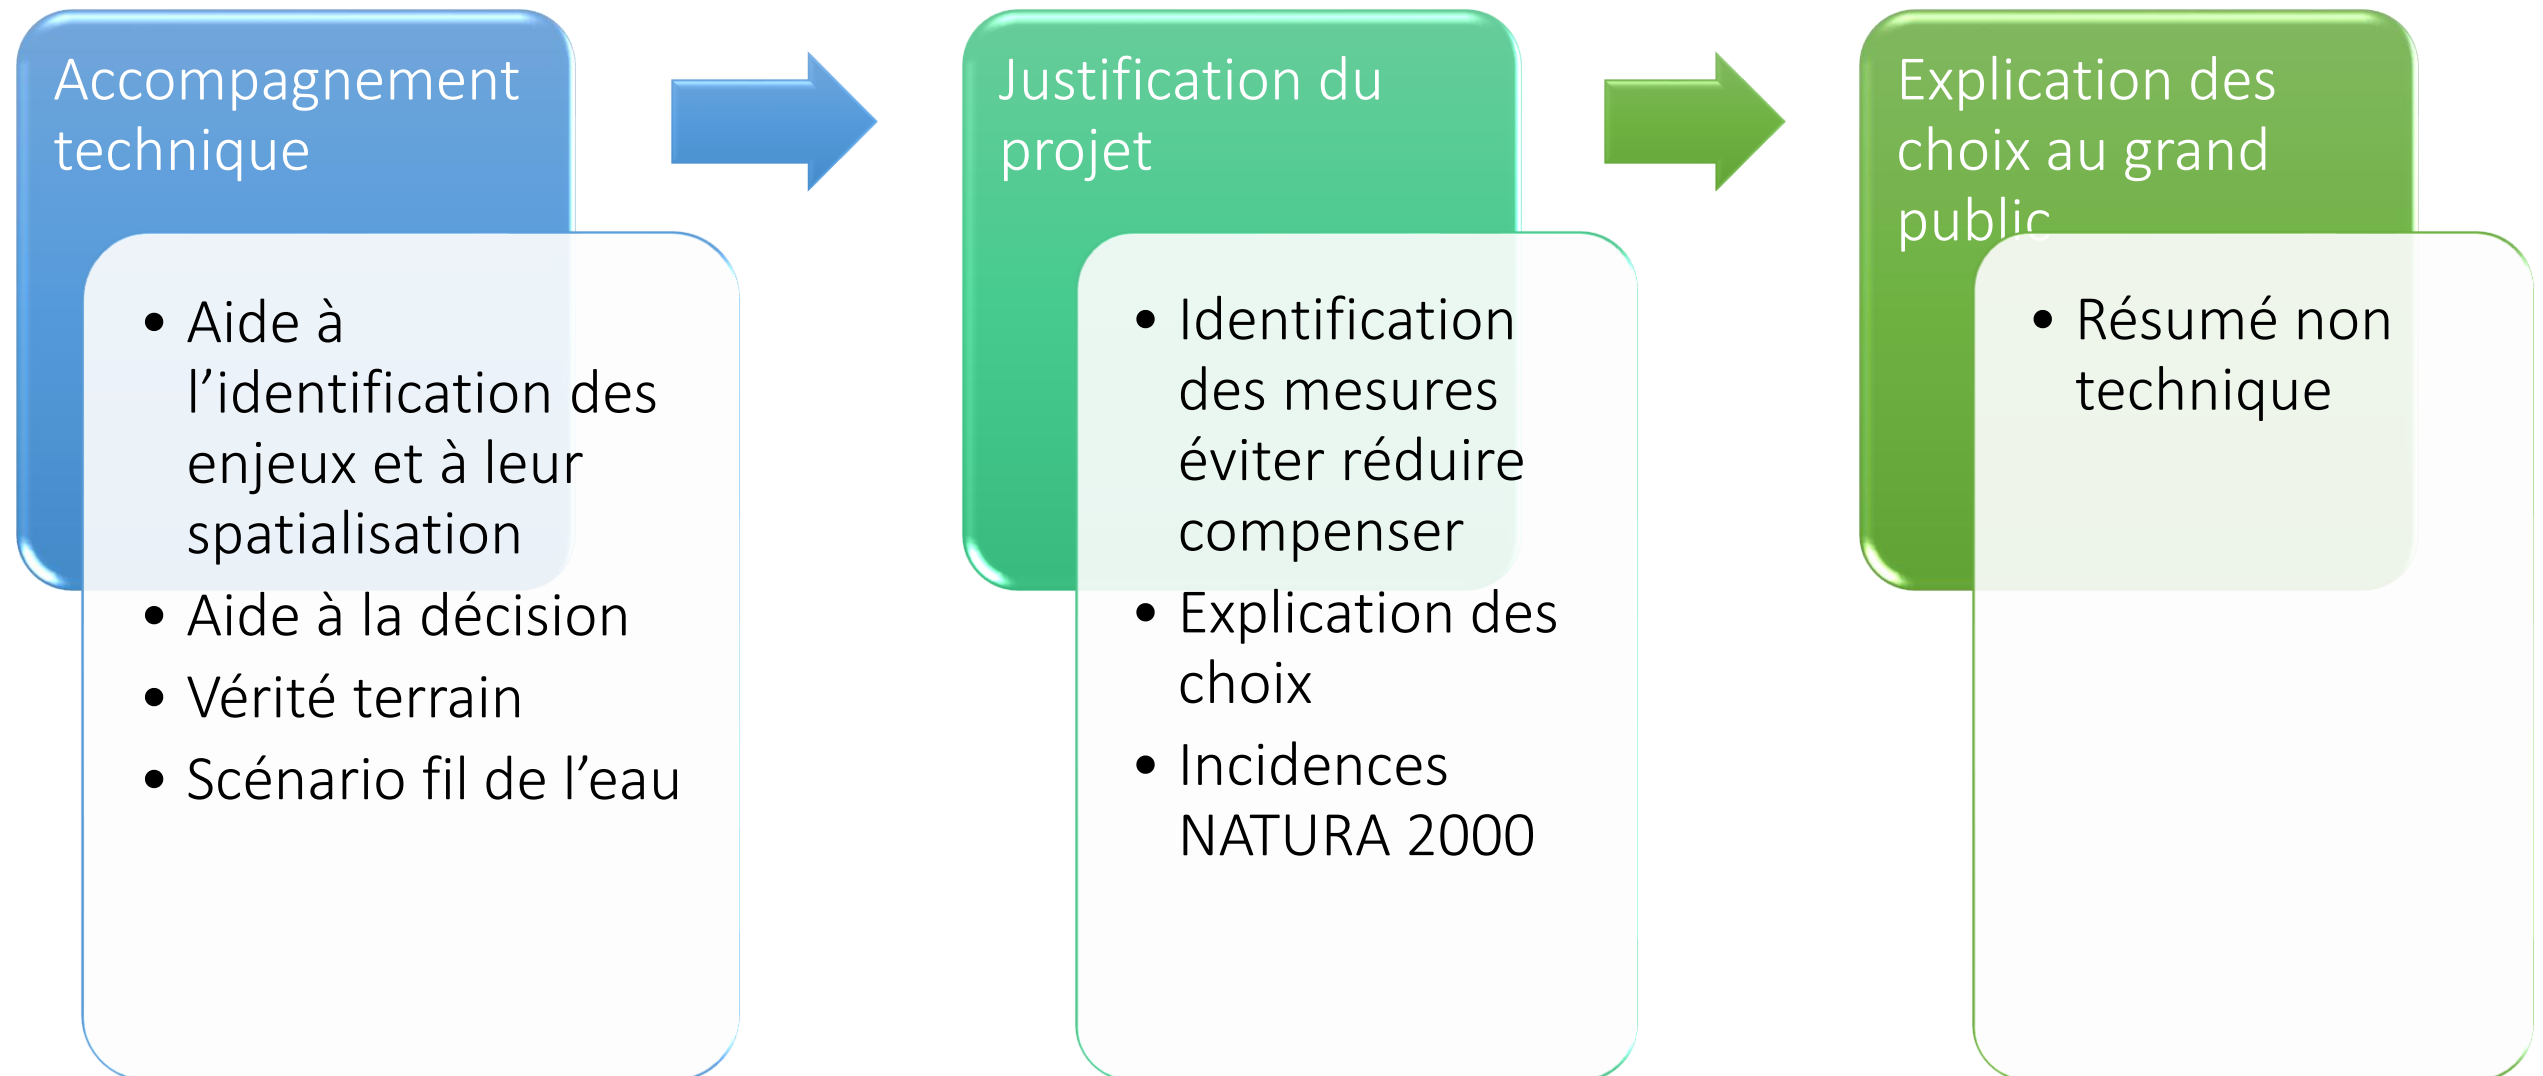 Accompagnement
technique
• Aide à
l’identification des
enjeux et à leur
spatialisation
• Aide à la décision
• Vérité terrain
• Scénario fil de l’eau
Justification du
projet
• Identification
des mesures
éviter réduire
compenser
• Explication des
choix
• Incidences
NATURA 2000
Explication des
choix au grand
public
• Résumé non
technique